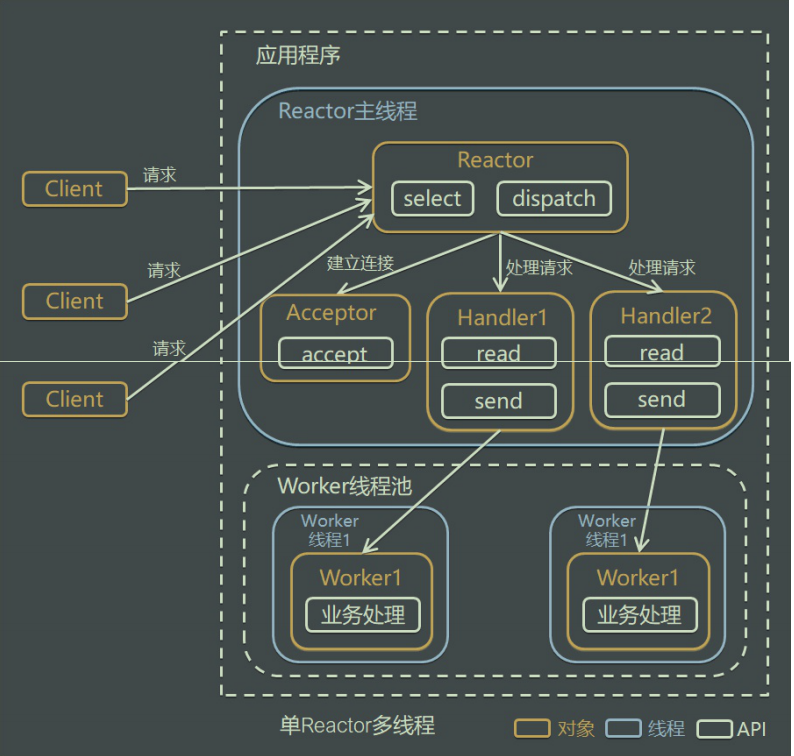 应用程序
Reactor主线程
Reactor
select
dispatch
Client
请求
Client
请求
Client
请求
建立连接
处理请求
处理请求
Acceptor
accept
Handler1
read
send
Handler2
read
send
Worker线程池
Worker
线程1
Worker1
业务处理
Worker
线程1
Worker1
业务处理
单Reactor多线程
对象
线程
API